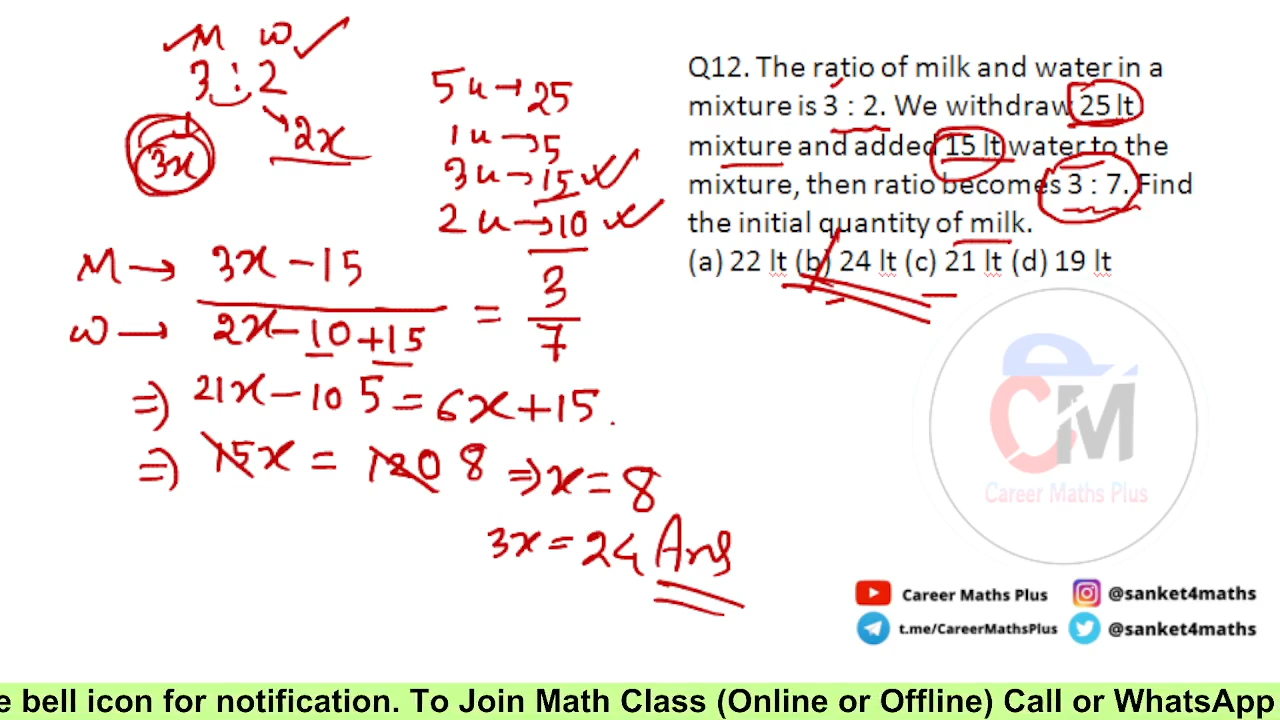 M W
3 : 2
3x 2x
5u → 25
1u → 5
3u → 15
2u → 10
M → 3x - 15
W → 2x - 10 + 15
= 3/7
⇒ 21x - 105 = 6x + 15.
⇒ 15x = 120 8 ⇒ x = 8
3x = 24 Ans
Q12. The ratio of milk and water in a
mixture is 3 : 2. We withdraw 25 lt
mixture and added 15 lt water to the
mixture, then ratio becomes 3 : 7. Find
the initial quantity of milk.
(a) 22 lt (b) 24 lt (c) 21 lt (d) 19 lt
CM
Career Maths Plus
Career Maths Plus @sanket4maths
t.me/CareerMathsPlus @sanket4maths
e bell icon for notification. To Join Math Class (Online or Offline) Call or WhatsApp